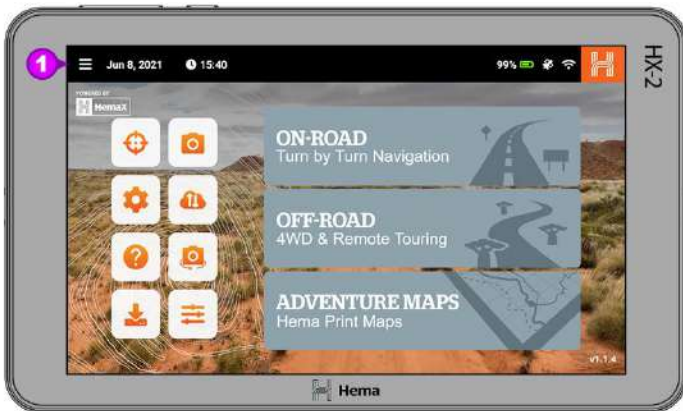 1
Jun 8, 2021
15:40
99%
HX-2
POWERED BY
HemaX
ON-ROAD
Turn by Turn Navigation
OFF-ROAD
4WD & Remote Touring
ADVENTURE MAPS
Hema Print Maps
v1.1.4
Hema